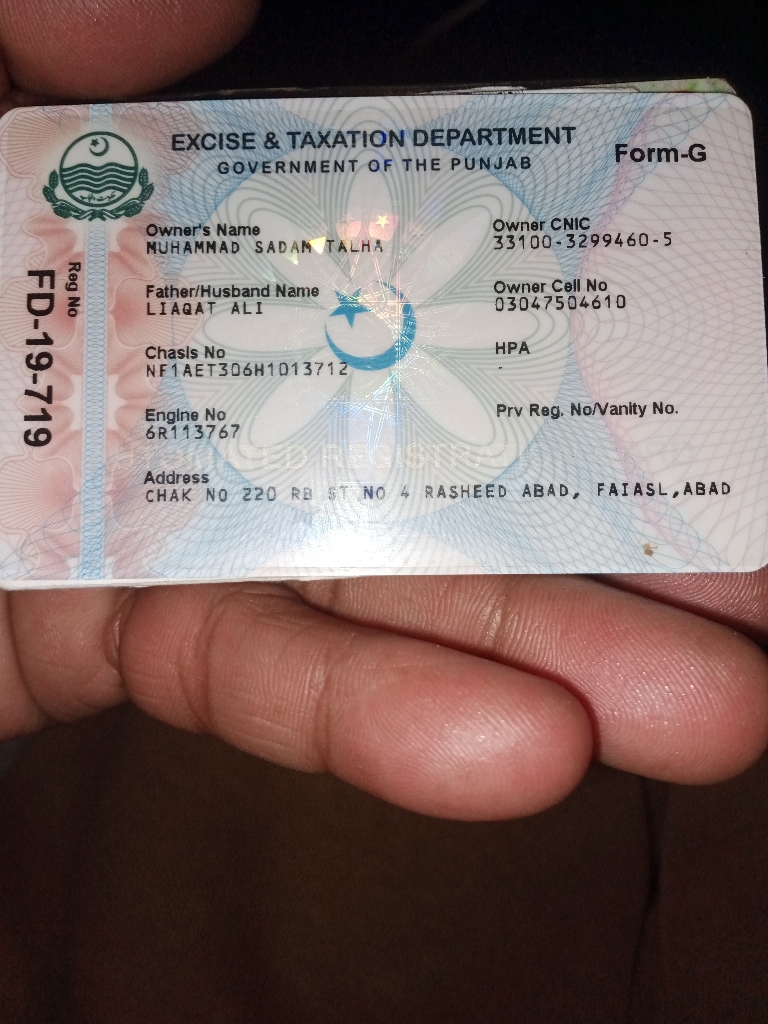 EXCISE & TAXATION DEPARTMENT
GOVERNMENT OF THE PUNJAB
Form-G
Reg No
FD-19-719
Owner's Name
MUHAMMAD SADAM TALHA
Owner CNIC
33100-3299460-5
Father/Husband Name
LIAQAT ALI
Owner Cell No
03047504610
Chasis No
NF1AET306H1013712
HPA
-
Engine No
6R113767
Prv Reg. No/Vanity No.
Address
CHAK NO 220 RB ST NO 4 RASHEED ABAD, FAIASL,ABAD